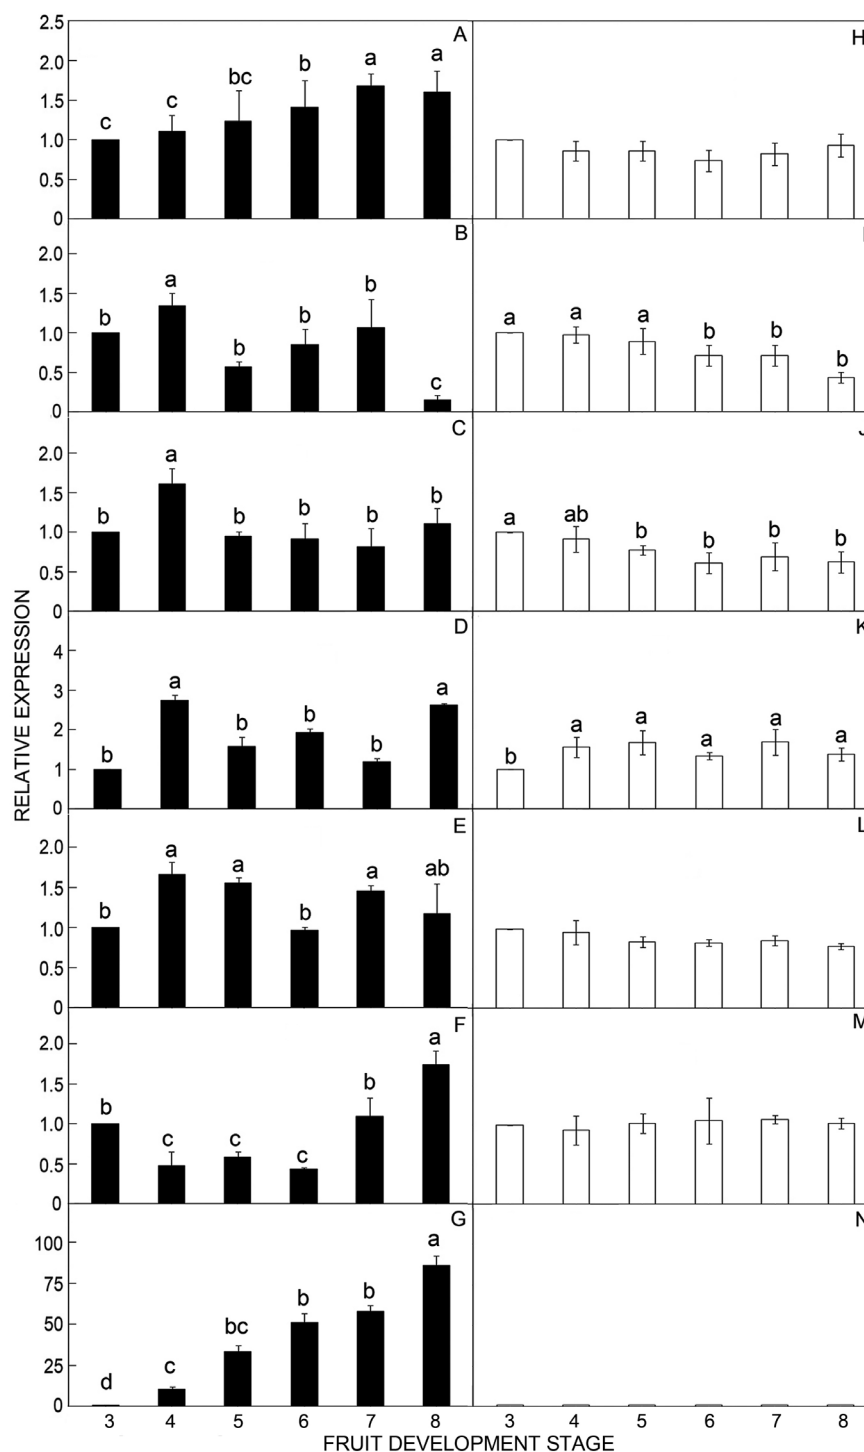 RELATIVE EXPRESSION
2.5 A H
2.0 a a
1.5 c c bc b
1.0
0.5
0
B I
2.0 a b
1.5 b b b a a a b b
1.0 c b
0.5
0
C J
2.0 a
1.5 b b b b b a ab b b b b
1.0
0.5
0
D K
4
3 a a
2 b b b b b a a a a a
1
0
E L
2.0 a a a ab
1.5 b b
1.0
0.5
0
F M
2.0 a
1.5 b b
1.0 c c c
0.5
0
G N
100 a
75 b b
50 bc
25 d c
0
3 4 5 6 7 8 3 4 5 6 7 8
FRUIT DEVELOPMENT STAGE